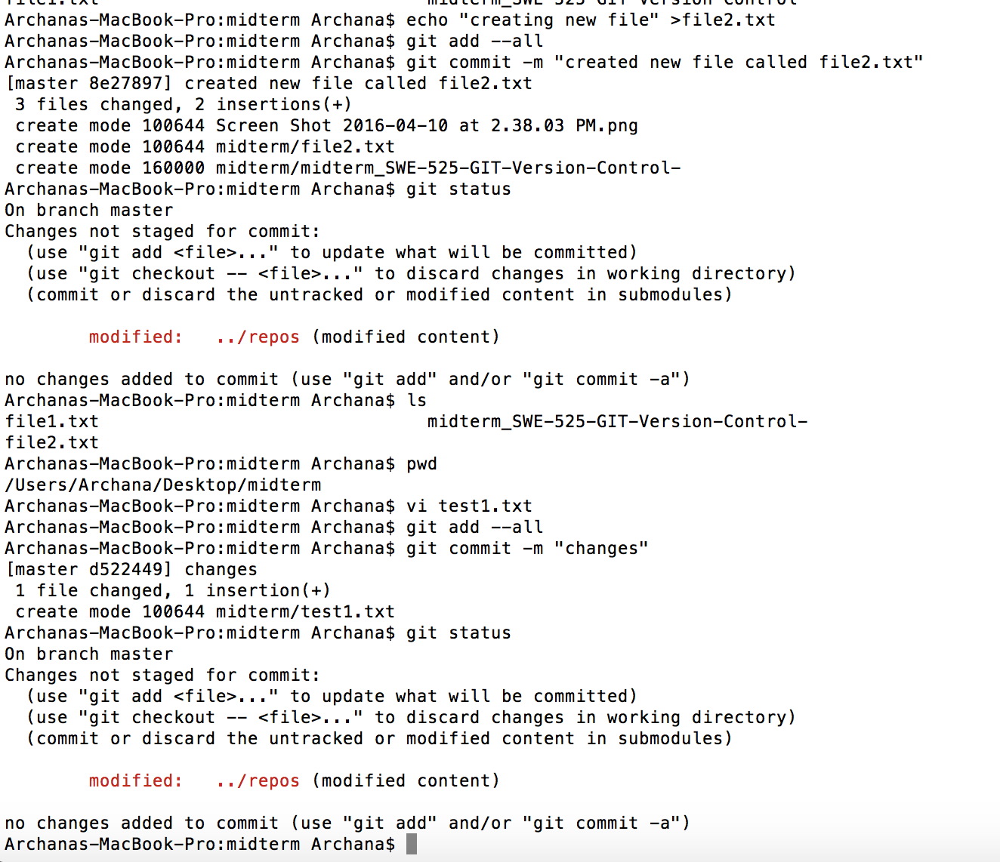 file1.txt midterm_SWE-525-GIT-Version-Control-
Archanas-MacBook-Pro:midterm Archana$ echo "creating new file" >file2.txt
Archanas-MacBook-Pro:midterm Archana$ git add --all
Archanas-MacBook-Pro:midterm Archana$ git commit -m "created new file called file2.txt"
[master 8e27897] created new file called file2.txt
 3 files changed, 2 insertions(+)
 create mode 100644 Screen Shot 2016-04-10 at 2.38.03 PM.png
 create mode 100644 midterm/file2.txt
 create mode 160000 midterm/midterm_SWE-525-GIT-Version-Control-
Archanas-MacBook-Pro:midterm Archana$ git status
On branch master
Changes not staged for commit:
  (use "git add <file>..." to update what will be committed)
  (use "git checkout -- <file>..." to discard changes in working directory)
  (commit or discard the untracked or modified content in submodules)
        modified:   ../repos (modified content)
no changes added to commit (use "git add" and/or "git commit -a")
Archanas-MacBook-Pro:midterm Archana$ ls
file1.txt midterm_SWE-525-GIT-Version-Control-
file2.txt
Archanas-MacBook-Pro:midterm Archana$ pwd
/Users/Archana/Desktop/midterm
Archanas-MacBook-Pro:midterm Archana$ vi test1.txt
Archanas-MacBook-Pro:midterm Archana$ git add --all
Archanas-MacBook-Pro:midterm Archana$ git commit -m "changes"
[master d522449] changes
 1 file changed, 1 insertion(+)
 create mode 100644 midterm/test1.txt
Archanas-MacBook-Pro:midterm Archana$ git status
On branch master
Changes not staged for commit:
  (use "git add <file>..." to update what will be committed)
  (use "git checkout -- <file>..." to discard changes in working directory)
  (commit or discard the untracked or modified content in submodules)
        modified:   ../repos (modified content)
no changes added to commit (use "git add" and/or "git commit -a")
Archanas-MacBook-Pro:midterm Archana$